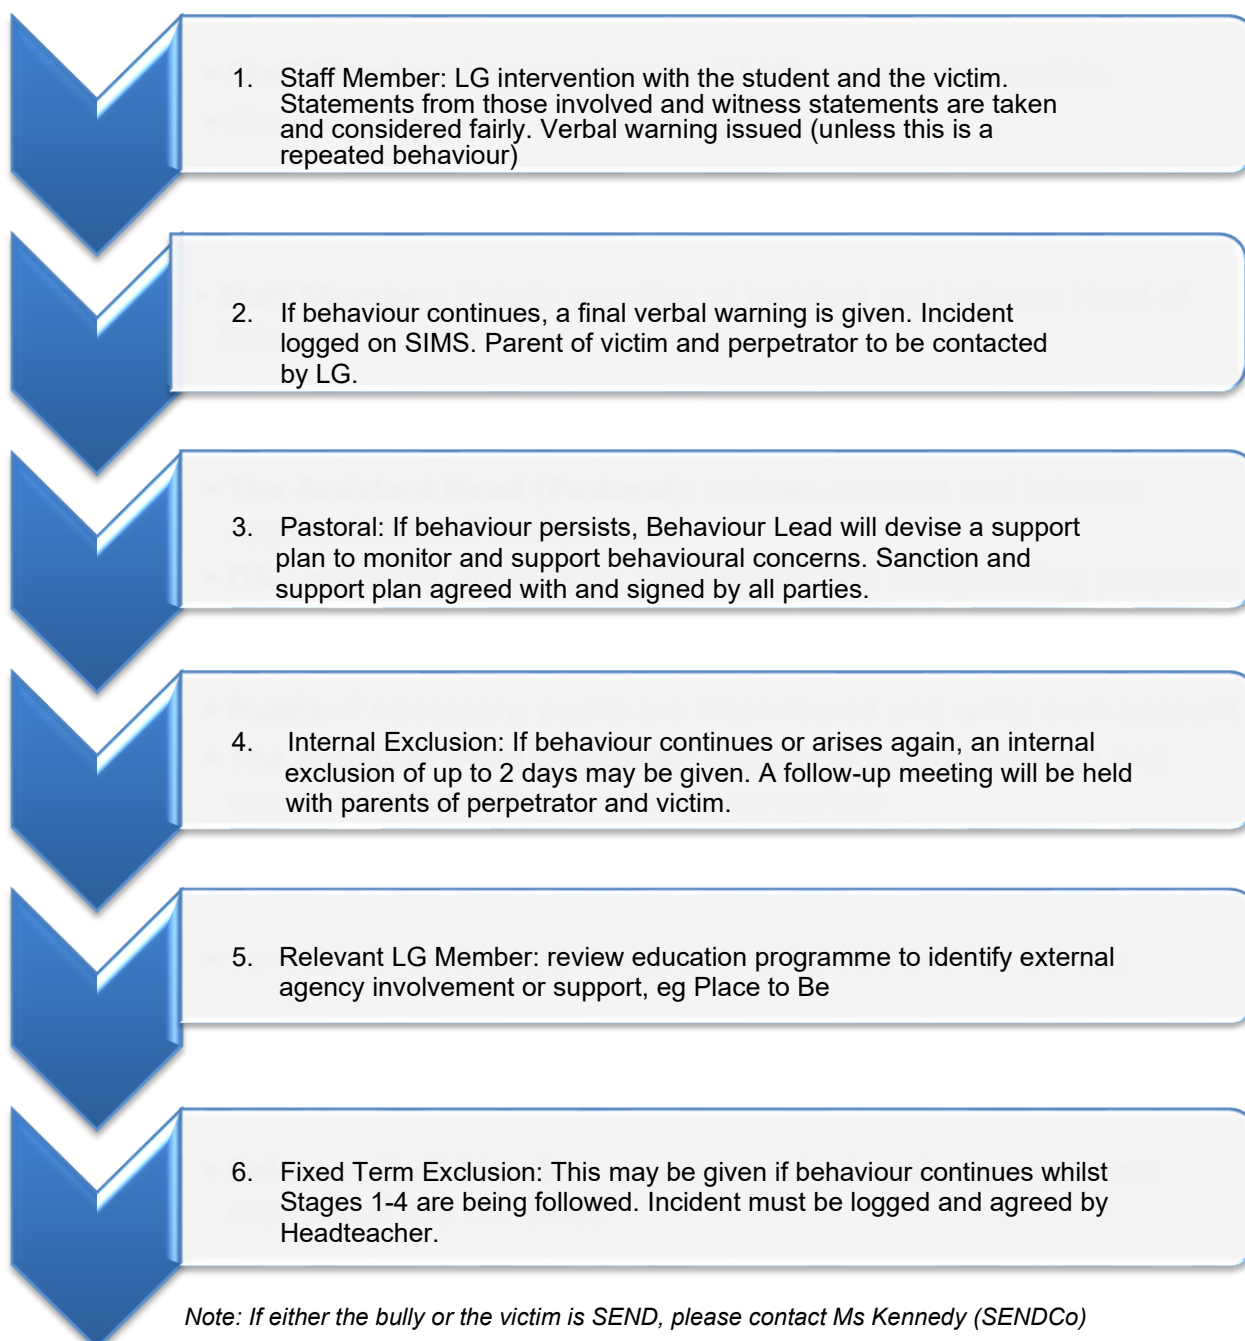 1. Staff Member: LG intervention with the student and the victim.
Statements from those involved and witness statements are taken
and considered fairly. Verbal warning issued (unless this is a
repeated behaviour)
2. If behaviour continues, a final verbal warning is given. Incident
logged on SIMS. Parent of victim and perpetrator to be contacted
by LG.
3. Pastoral: If behaviour persists, Behaviour Lead will devise a support
plan to monitor and support behavioural concerns. Sanction and
support plan agreed with and signed by all parties.
4. Internal Exclusion: If behaviour continues or arises again, an internal
exclusion of up to 2 days may be given. A follow-up meeting will be held
with parents of perpetrator and victim.
5. Relevant LG Member: review education programme to identify external
agency involvement or support, eg Place to Be
6. Fixed Term Exclusion: This may be given if behaviour continues whilst
Stages 1-4 are being followed. Incident must be logged and agreed by
Headteacher.
Note: If either the bully or the victim is SEND, please contact Ms Kennedy (SENDCo)